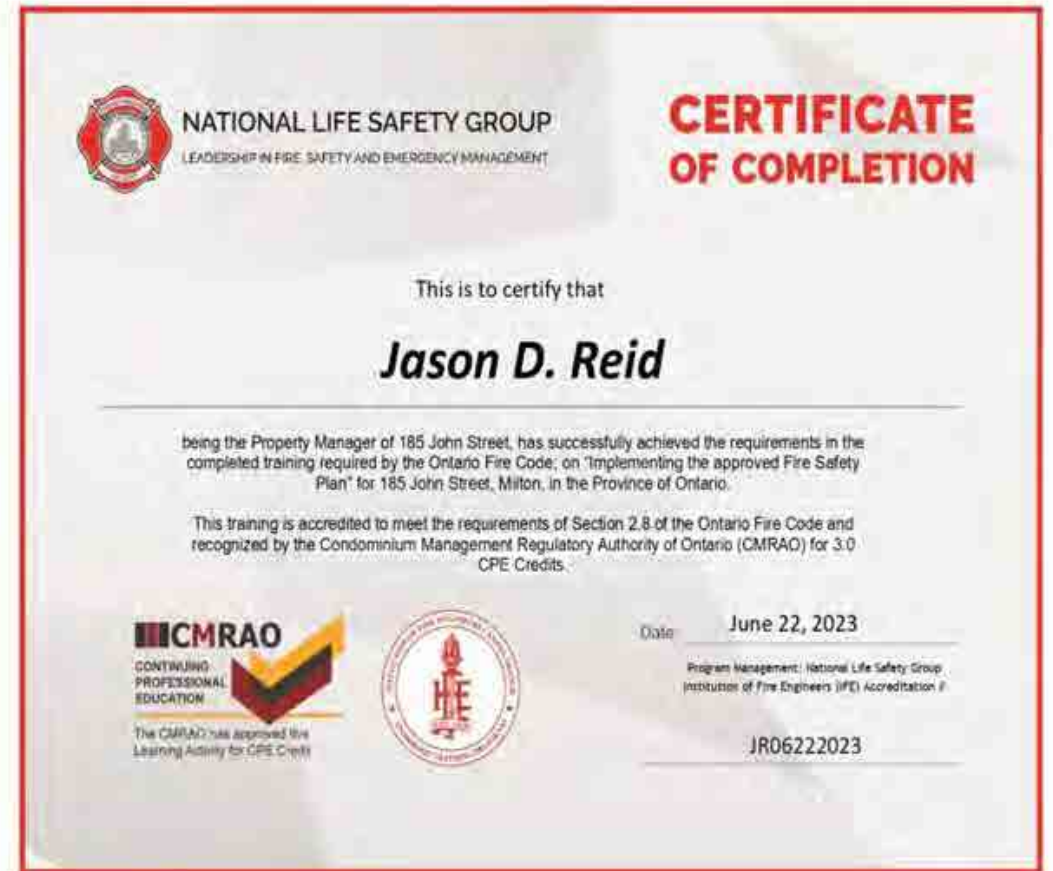 NATIONAL LIFE SAFETY GROUP
LEADERSHIP IN FIRE, SAFETY AND EMERGENCY MANAGEMENT
CERTIFICATE
OF COMPLETION
This is to certify that
Jason D. Reid
being the Property Manager of 185 John Street, has successfully achieved the requirements in the
completed training required by the Ontario Fire Code; on "Implementing the approved Fire Safety
Plan" for 185 John Street, Milton, in the Province of Ontario.
This training is accredited to meet the requirements of Section 2.8 of the Ontario Fire Code and
recognized by the Condominium Management Regulatory Authority of Ontario (CMRAO) for 3.0
CPE Credits
CMRAO
CONTINUING
PROFESSIONAL
EDUCATION
The CMRAO has approved this
Learning Activity for CPE Credit
IFE
Date: June 22, 2023
Program Management: National Life Safety Group
Institution of Fire Engineers (IFE) Accreditation #
JR06222023